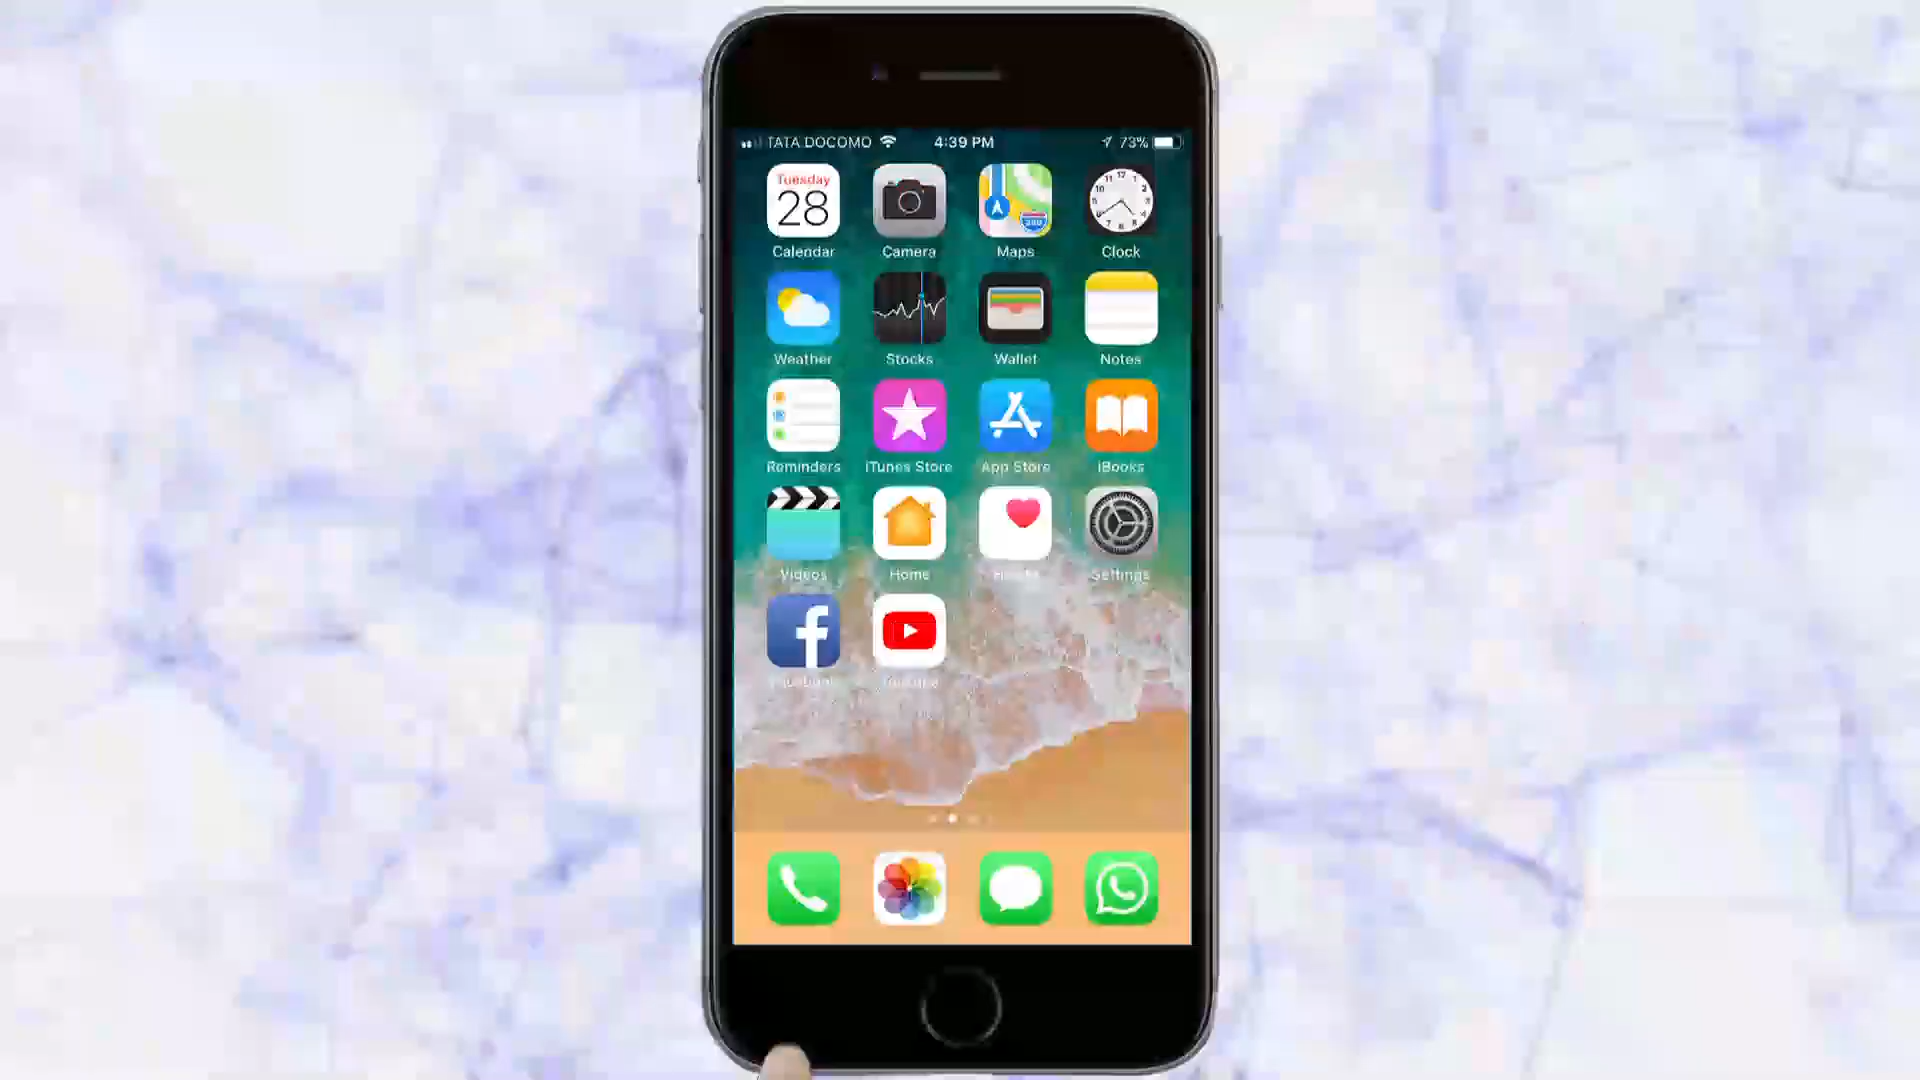 TATA DOCOMO 4:39 PM 73%
Tuesday
28
Calendar Camera Maps Clock
Weather Stocks Wallet Notes
Reminders iTunes Store App Store iBooks
Videos Home Settings